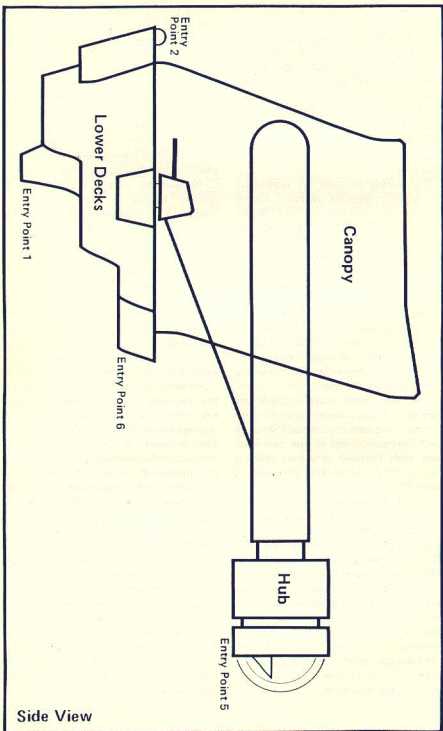 Entry
Point 2
Lower Decks
Canopy
Entry Point 1
Entry Point 6
Hub
Entry Point 5
Side View